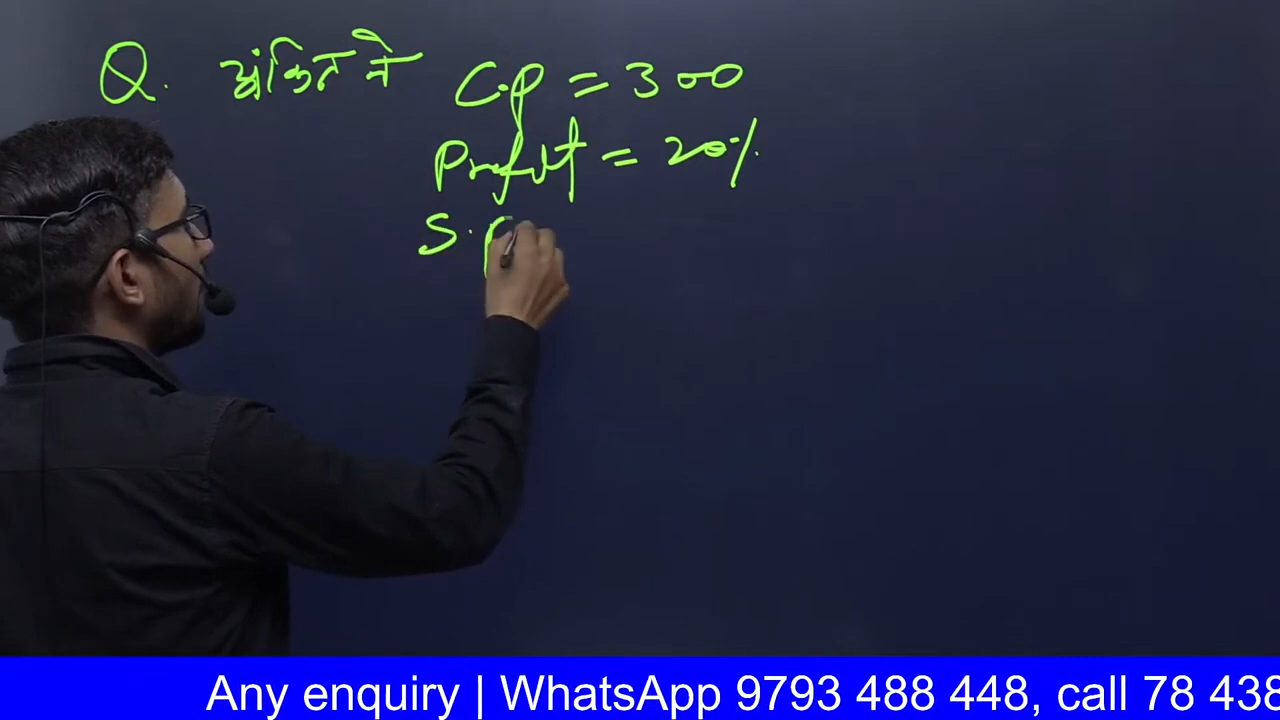 Q. अंकित ने C.P = 300
Profit = 20%
S.P
Any enquiry | WhatsApp 9793 488 448, call 78 438